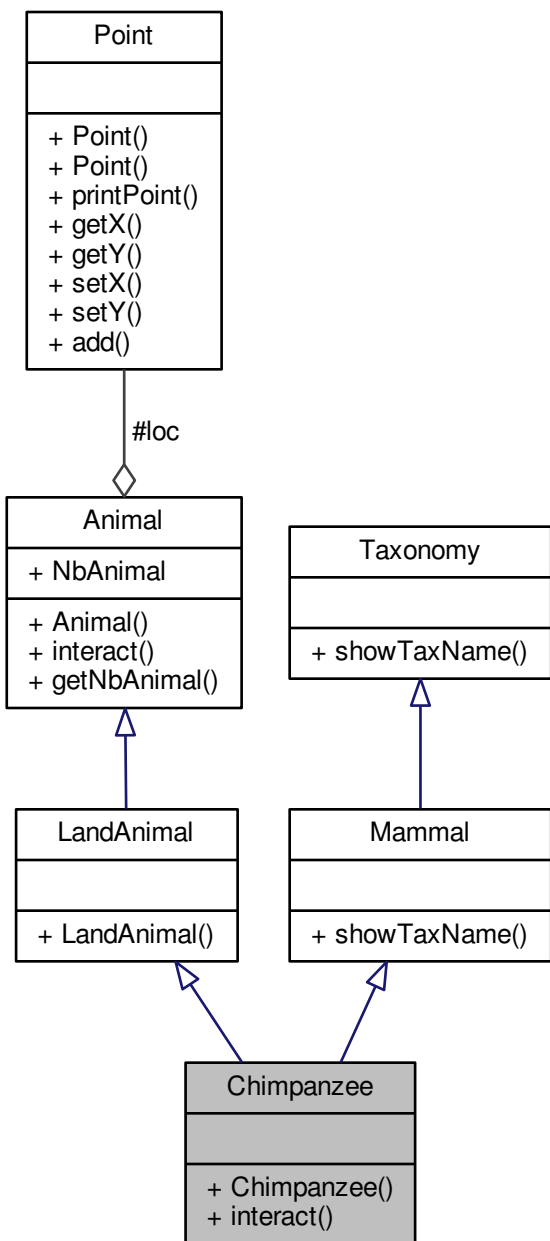 Point
+ Point()
+ Point()
+ printPoint()
+ getX()
+ getY()
+ setX()
+ setY()
+ add()
#loc
Animal
+ NbAnimal
+ Animal()
+ interact()
+ getNbAnimal()
Taxonomy
+ showTaxName()
LandAnimal
+ LandAnimal()
Mammal
+ showTaxName()
Chimpanzee
+ Chimpanzee()
+ interact()